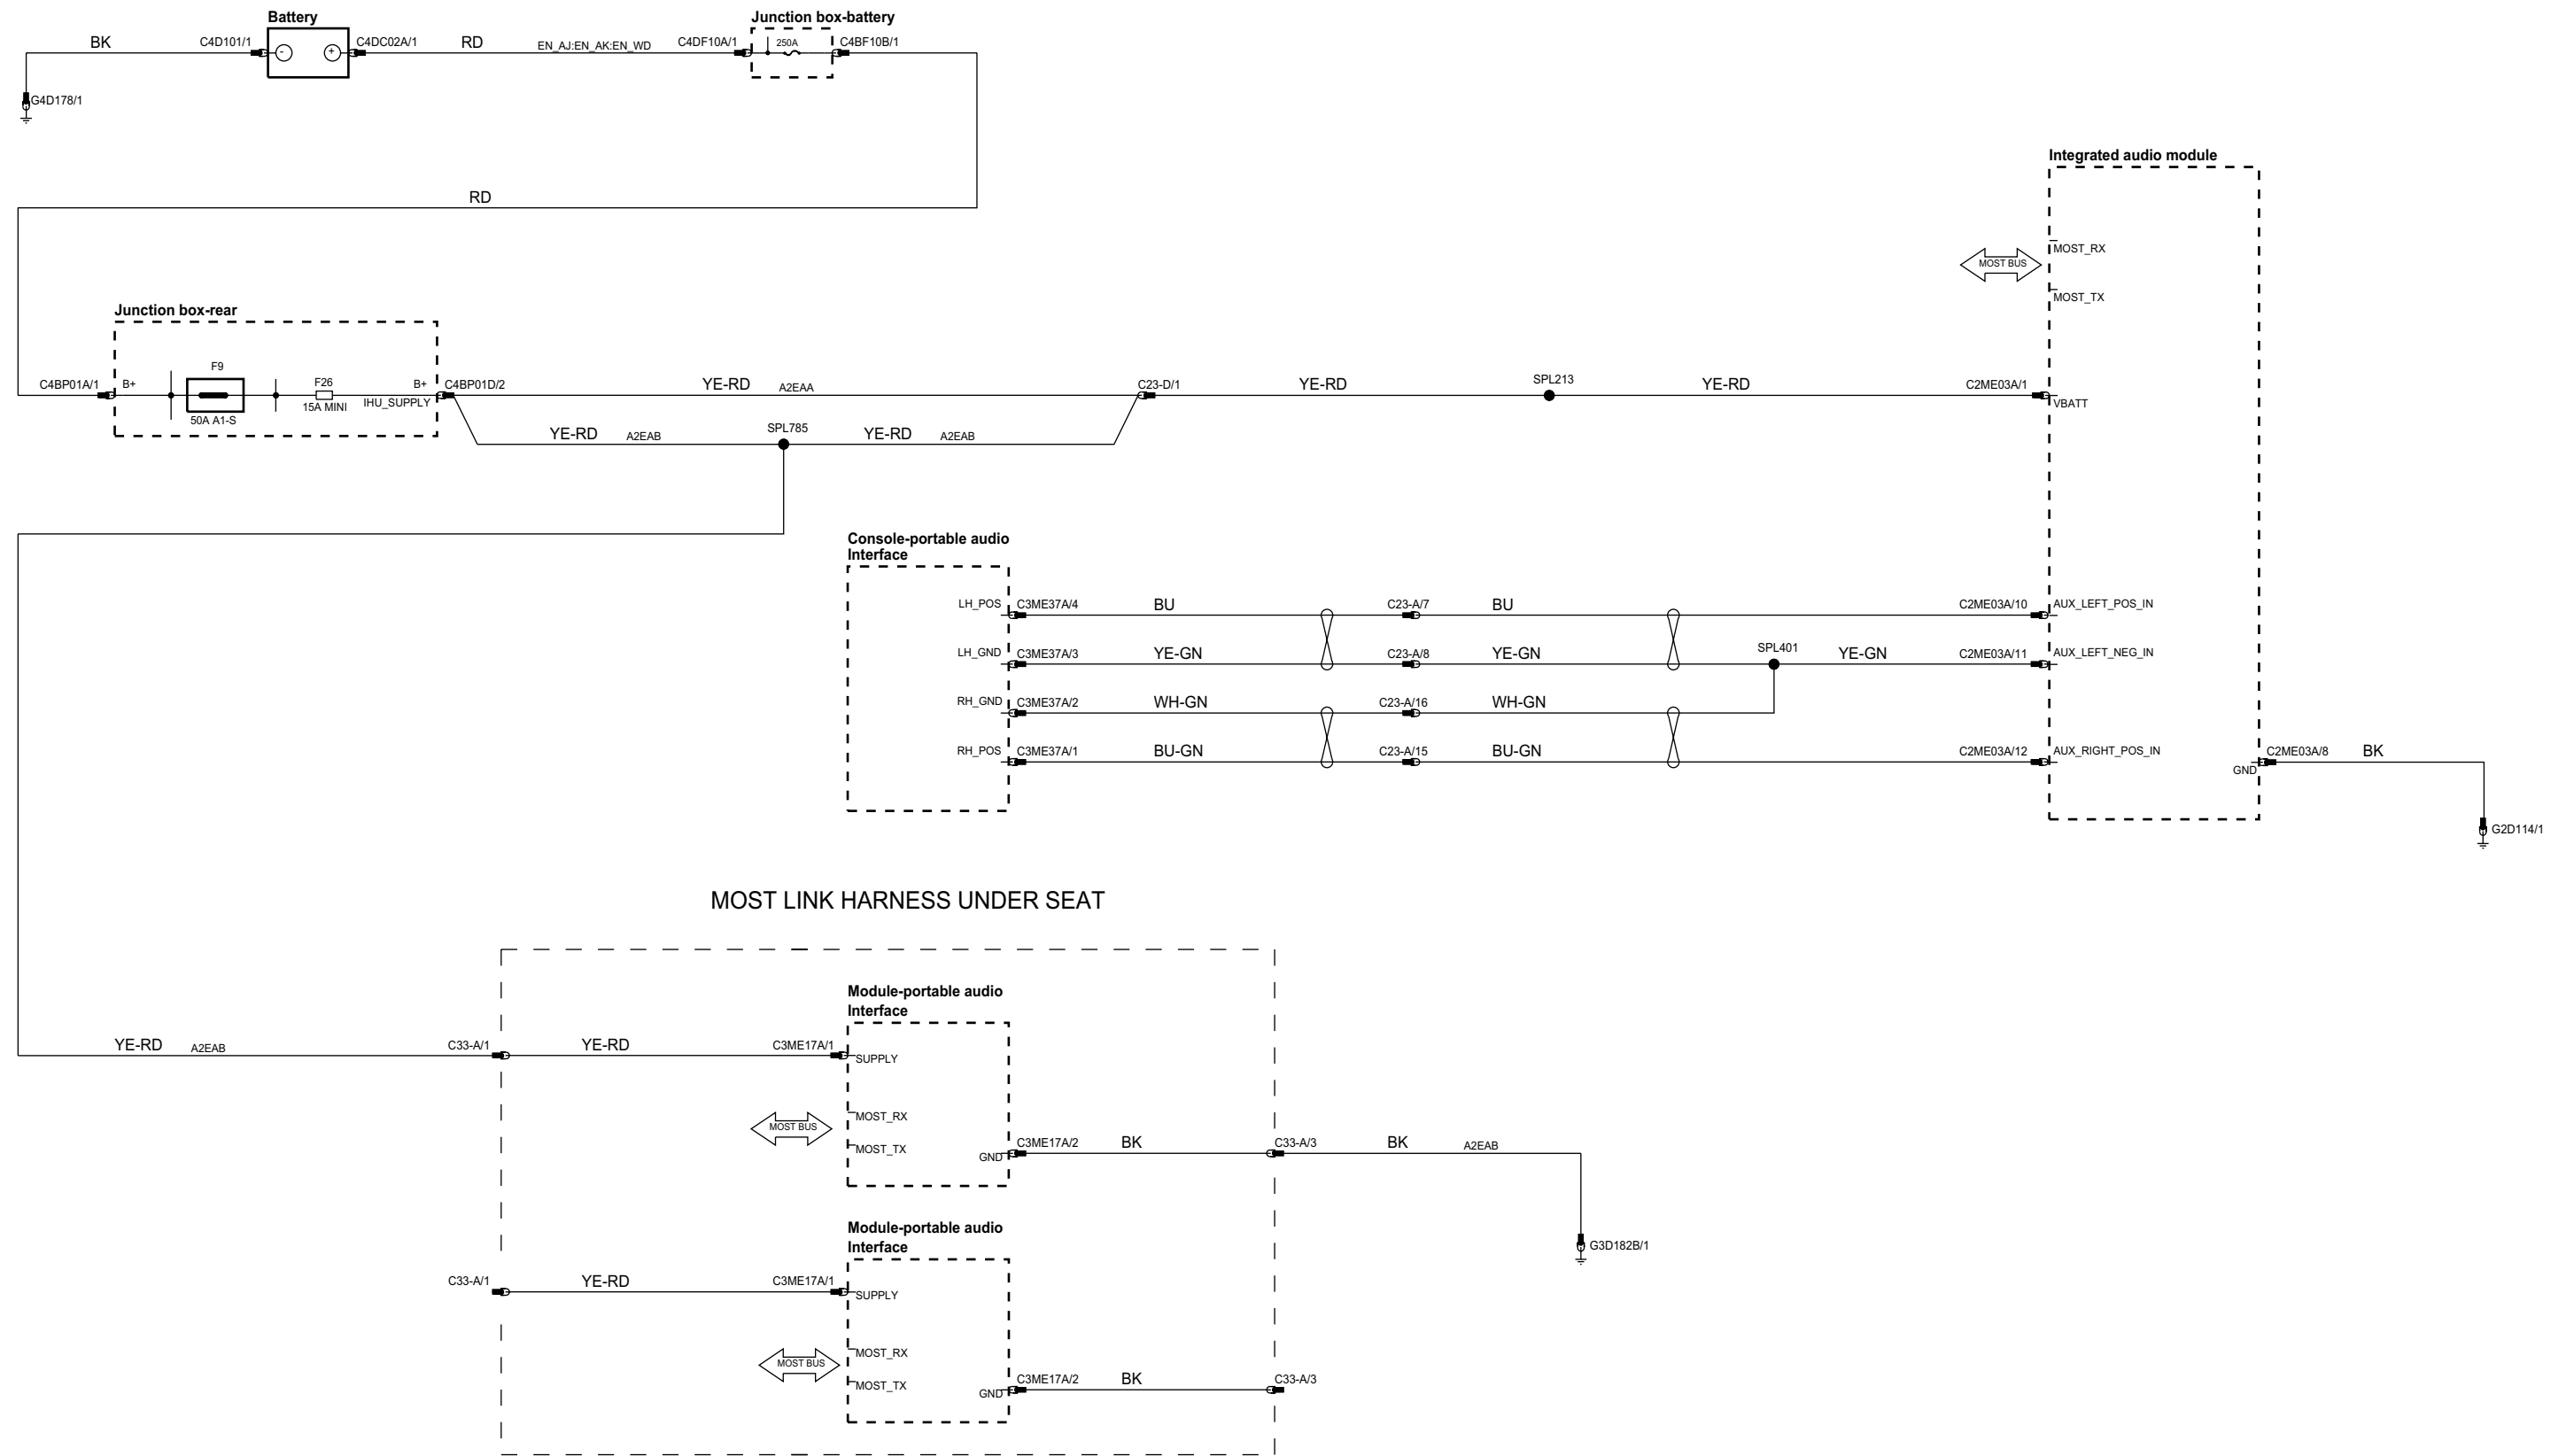 Battery
Junction box-battery
BK
C4D101/1
-
+
C4DC02A/1
RD
EN_AJ:EN_AK:EN_WD
C4DF10A/1
250A
C4BF10B/1
G4D178/1
RD
Integrated audio module
MOST_RX
MOST BUS
MOST_TX
Junction box-rear
C4BP01A/1
B+
F9
50A A1-S
F26
15A MINI
B+
IHU_SUPPLY
C4BP01D/2
YE-RD
A2EAA
C23-D/1
YE-RD
SPL213
YE-RD
C2ME03A/1
VBATT
YE-RD
A2EAB
SPL785
YE-RD
A2EAB
Console-portable audio
Interface
LH_POS
C3ME37A/4
BU
C23-A/7
BU
C2ME03A/10
AUX_LEFT_POS_IN
LH_GND
C3ME37A/3
YE-GN
C23-A/8
YE-GN
SPL401
YE-GN
C2ME03A/11
AUX_LEFT_NEG_IN
RH_GND
C3ME37A/2
WH-GN
C23-A/16
WH-GN
RH_POS
C3ME37A/1
BU-GN
C23-A/15
BU-GN
C2ME03A/12
AUX_RIGHT_POS_IN
GND
C2ME03A/8
BK
G2D114/1
MOST LINK HARNESS UNDER SEAT
Module-portable audio
Interface
YE-RD
A2EAB
C33-A/1
YE-RD
C3ME17A/1
SUPPLY
MOST_RX
MOST BUS
MOST_TX
GND
C3ME17A/2
BK
C33-A/3
BK
A2EAB
G3D182B/1
Module-portable audio
Interface
C33-A/1
YE-RD
C3ME17A/1
SUPPLY
MOST_RX
MOST BUS
MOST_TX
GND
C3ME17A/2
BK
C33-A/3